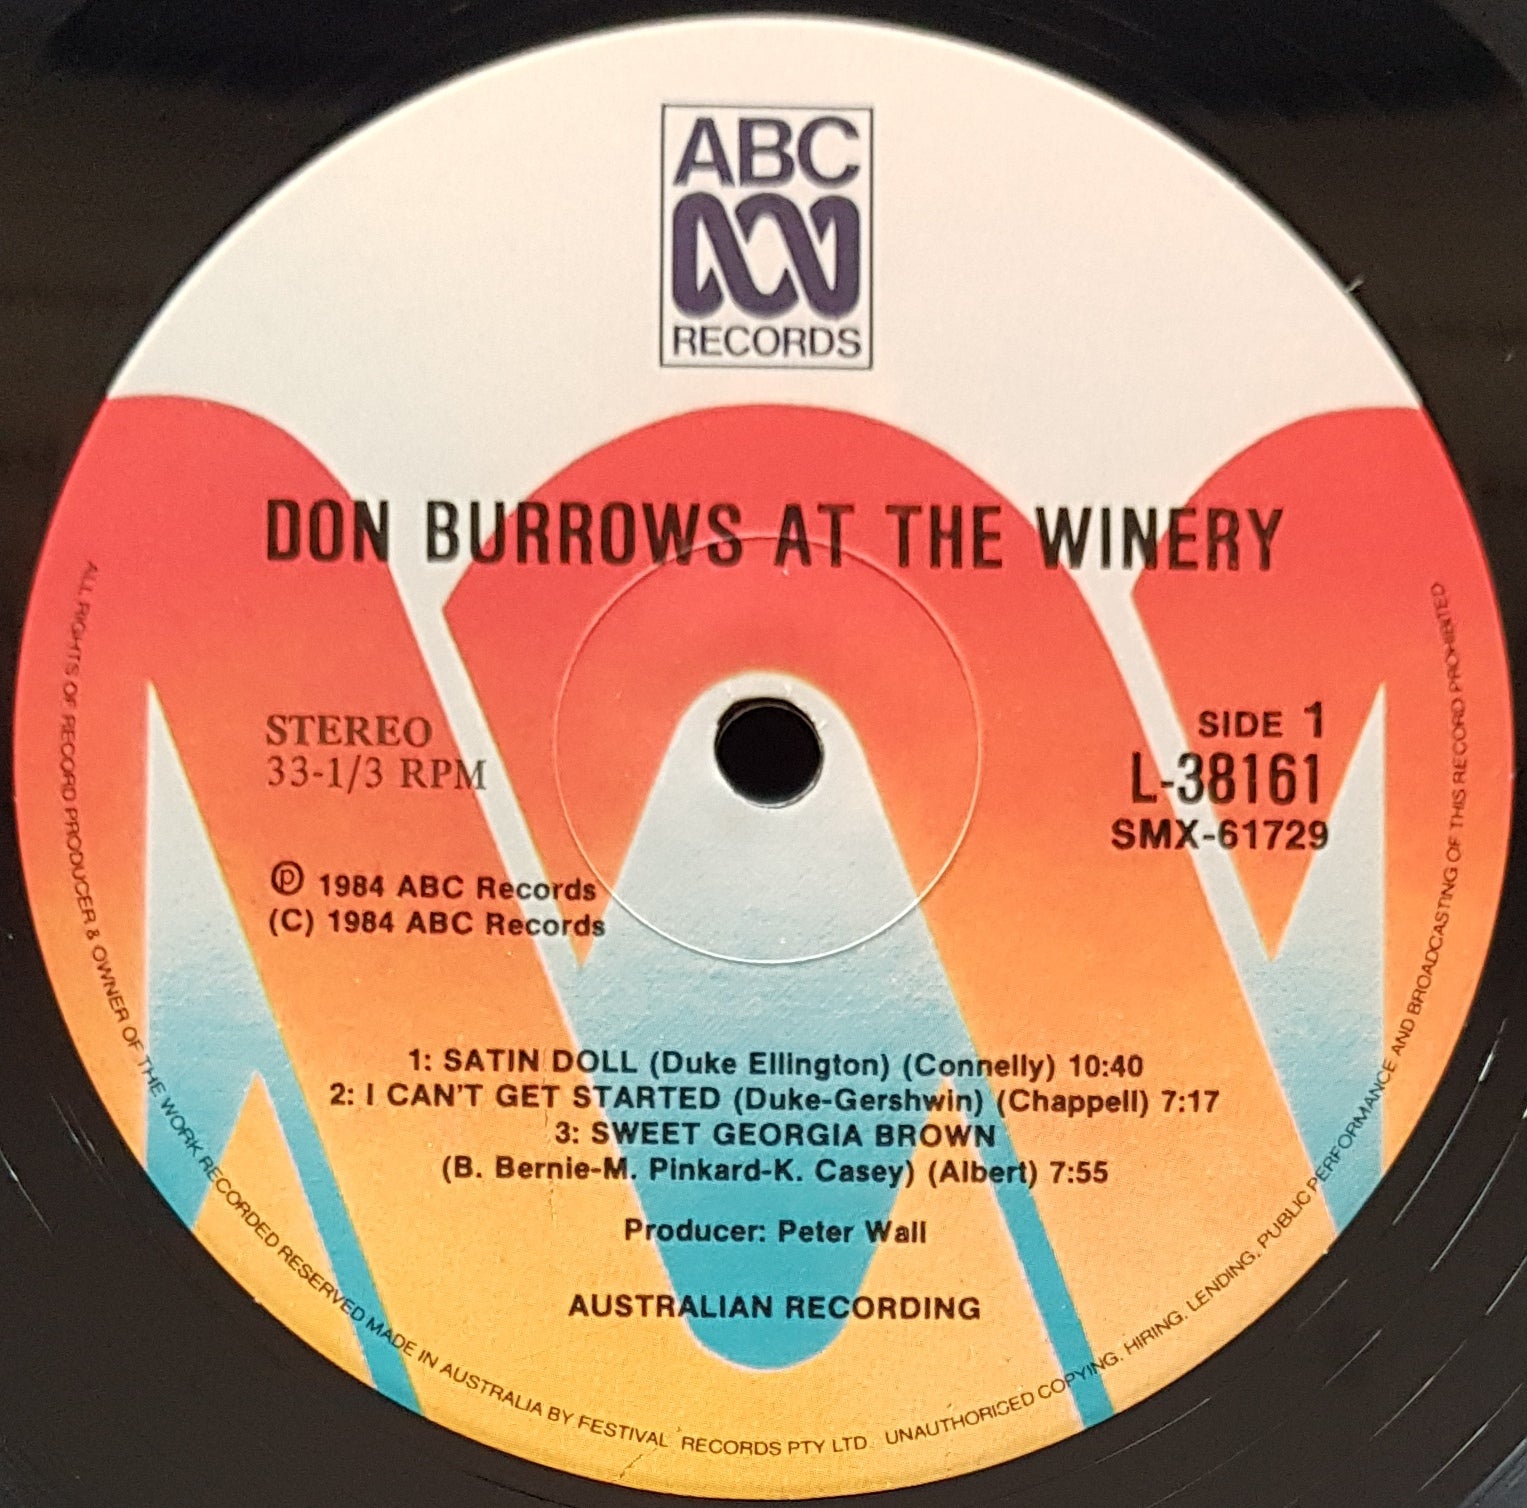 ABC
RECORDS
DON BURROWS AT THE WINERY
STEREO
33-1/3 RPM
SIDE 1
L-38161
SMX-61729
℗ 1984 ABC Records
(C) 1984 ABC Records
1: SATIN DOLL (Duke Ellington) (Connelly) 10:40
2: I CAN'T GET STARTED (Duke-Gershwin) (Chappell) 7:17
3: SWEET GEORGIA BROWN
(B. Bernie-M. Pinkard-K. Casey) (Albert) 7:55
Producer: Peter Wall
AUSTRALIAN RECORDING
ALL RIGHTS OF RECORD PRODUCER & OWNER OF THE WORK RECORDED RESERVED MADE IN AUSTRALIA BY FESTIVAL RECORDS PTY LTD. UNAUTHORISED COPYING, HIRING, LENDING, PUBLIC PERFORMANCE AND BROADCASTING OF THIS RECORD PROHIBITED